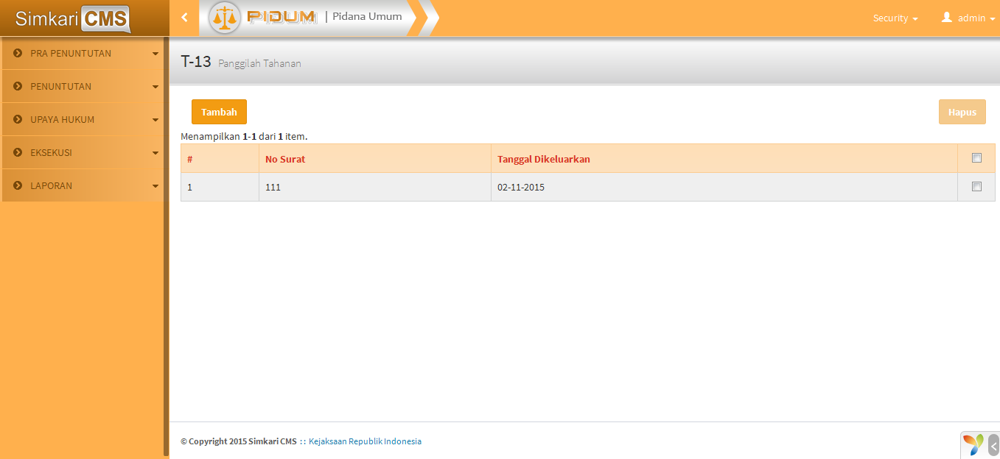 Simkari CMS
PIDUM | Pidana Umum
Security
admin
PRA PENUNTUTAN
PENUNTUTAN
UPAYA HUKUM
EKSEKUSI
LAPORAN
T-13 Panggilah Tahanan
Tambah
Hapus
Menampilkan 1-1 dari 1 item.
# No Surat Tanggal Dikeluarkan
1 111 02-11-2015
© Copyright 2015 Simkari CMS :: Kejaksaan Republik Indonesia